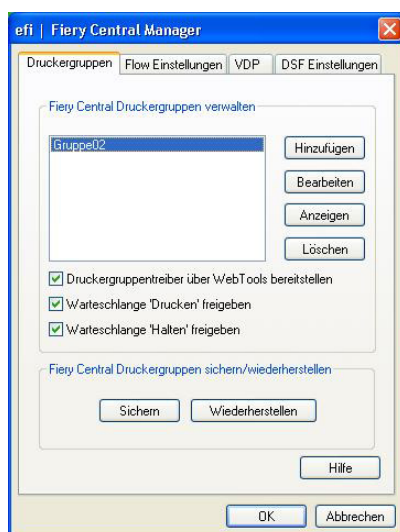 efi | Fiery Central Manager
Druckergruppen Flow Einstellungen VDP DSF Einstellungen
Fiery Central Druckergruppen verwalten
Gruppe02
Hinzufügen
Bearbeiten
Anzeigen
Löschen
Druckergruppentreiber über WebTools bereitstellen
Warteschlange 'Drucken' freigeben
Warteschlange 'Halten' freigeben
Fiery Central Druckergruppen sichern/wiederherstellen
Sichern Wiederherstellen
Hilfe
OK Abbrechen